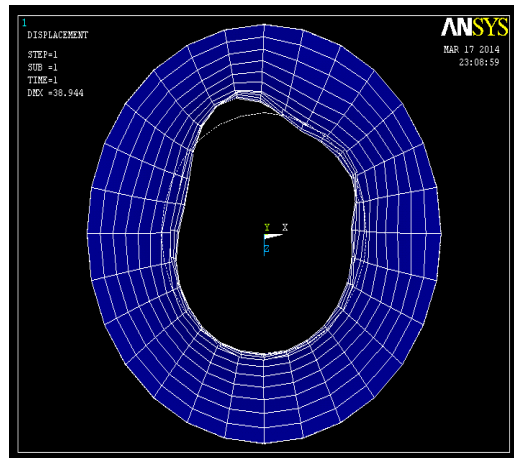 1
DISPLACEMENT
STEP=1
SUB =1
TIME=1
DMX =38.944
ANSYS
MAR 17 2014
23:08:59
Y X
Z